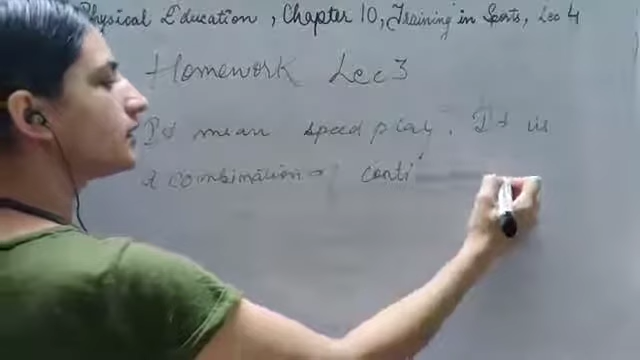 Physical Education, Chapter 10, Training in Sports, Lec 4
Homework Lec 3
It mean speed play. It is
a combination of conti